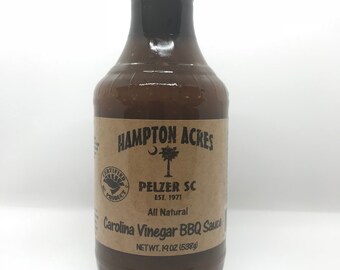 HAMPTON ACRES
PELZER SC
EST. 1971
All Natural
Carolina Vinegar BBQ Sauce
NET WT. 19 OZ (538g)